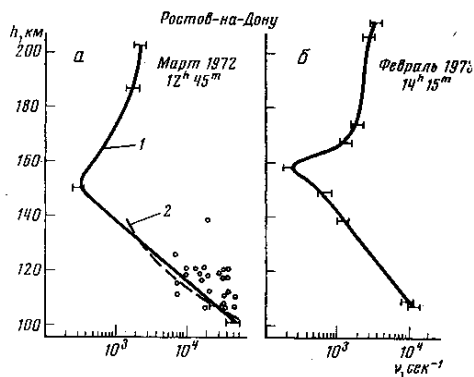 Ростов-на-Дону
h, км
200
180
160
140
120
100
а
Март 1972
12ʰ 45ᵐ
1
2
10³
10⁴
б
Февраль 1973
14ʰ 15ᵐ
10³
10⁴
ν, сек⁻¹